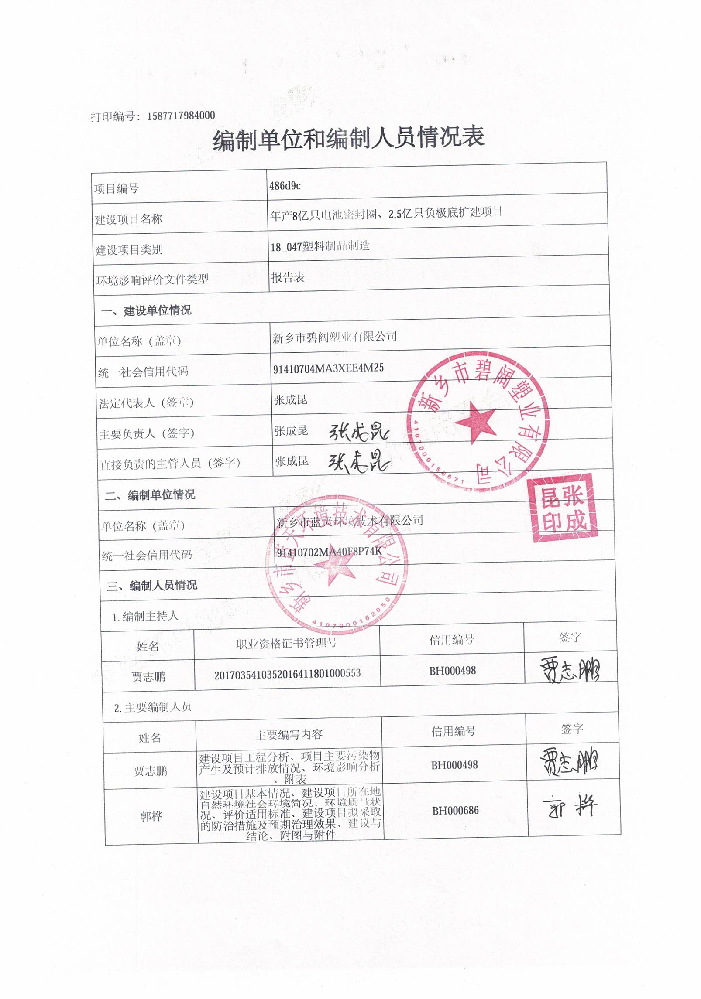 打印编号：1587717984000
编制单位和编制人员情况表
项目编号 486d9c
建设项目名称 年产8亿只电池密封圈、2.5亿只负极底扩建项目
建设项目类别 18_047塑料制品制造
环境影响评价文件类型 报告表
一、建设单位情况
单位名称（盖章） 新乡市碧阔塑业有限公司
统一社会信用代码 91410704MA3XEE4M25
法定代表人（签章） 张成昆
主要负责人（签字） 张成昆 张成昆
直接负责的主管人员（签字） 张成昆 张成昆
新乡市碧阔塑业有限公司
4107000156671
张成昆印
二、编制单位情况
单位名称（盖章） 新乡市蓝天环境技术有限公司
统一社会信用代码 91410702MA40F8P74K
新乡市蓝天环境技术有限公司
4107000162050
三、编制人员情况
1.编制主持人
姓名 职业资格证书管理号 信用编号 签字
贾志鹏 2017035410352016411801000553 BH000498 贾志鹏
2.主要编制人员
姓名 主要编写内容 信用编号 签字
贾志鹏 BH000498 贾志鹏
建设项目工程分析、项目主要污染物
产生及预计排放情况、环境影响分析
、附表
郭桦 BH000686 郭桦
建设项目基本情况、建设项目所在地
自然环境社会环境简况、环境质量状
况、评价适用标准、建设项目拟采取
的防治措施及预期治理效果、建议与
结论、附图与附件